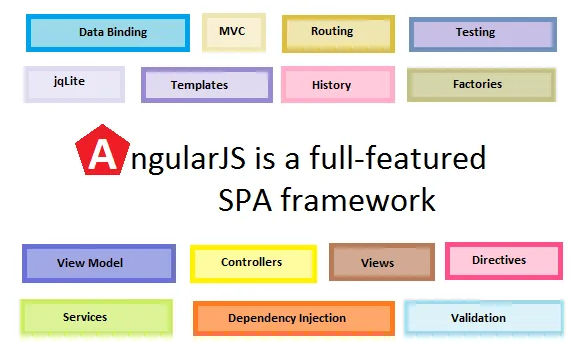 Data Binding
MVC
Routing
Testing
jqLite
Templates
History
Factories
AngularJS is a full-featured
SPA framework
View Model
Controllers
Views
Directives
Services
Dependency Injection
Validation